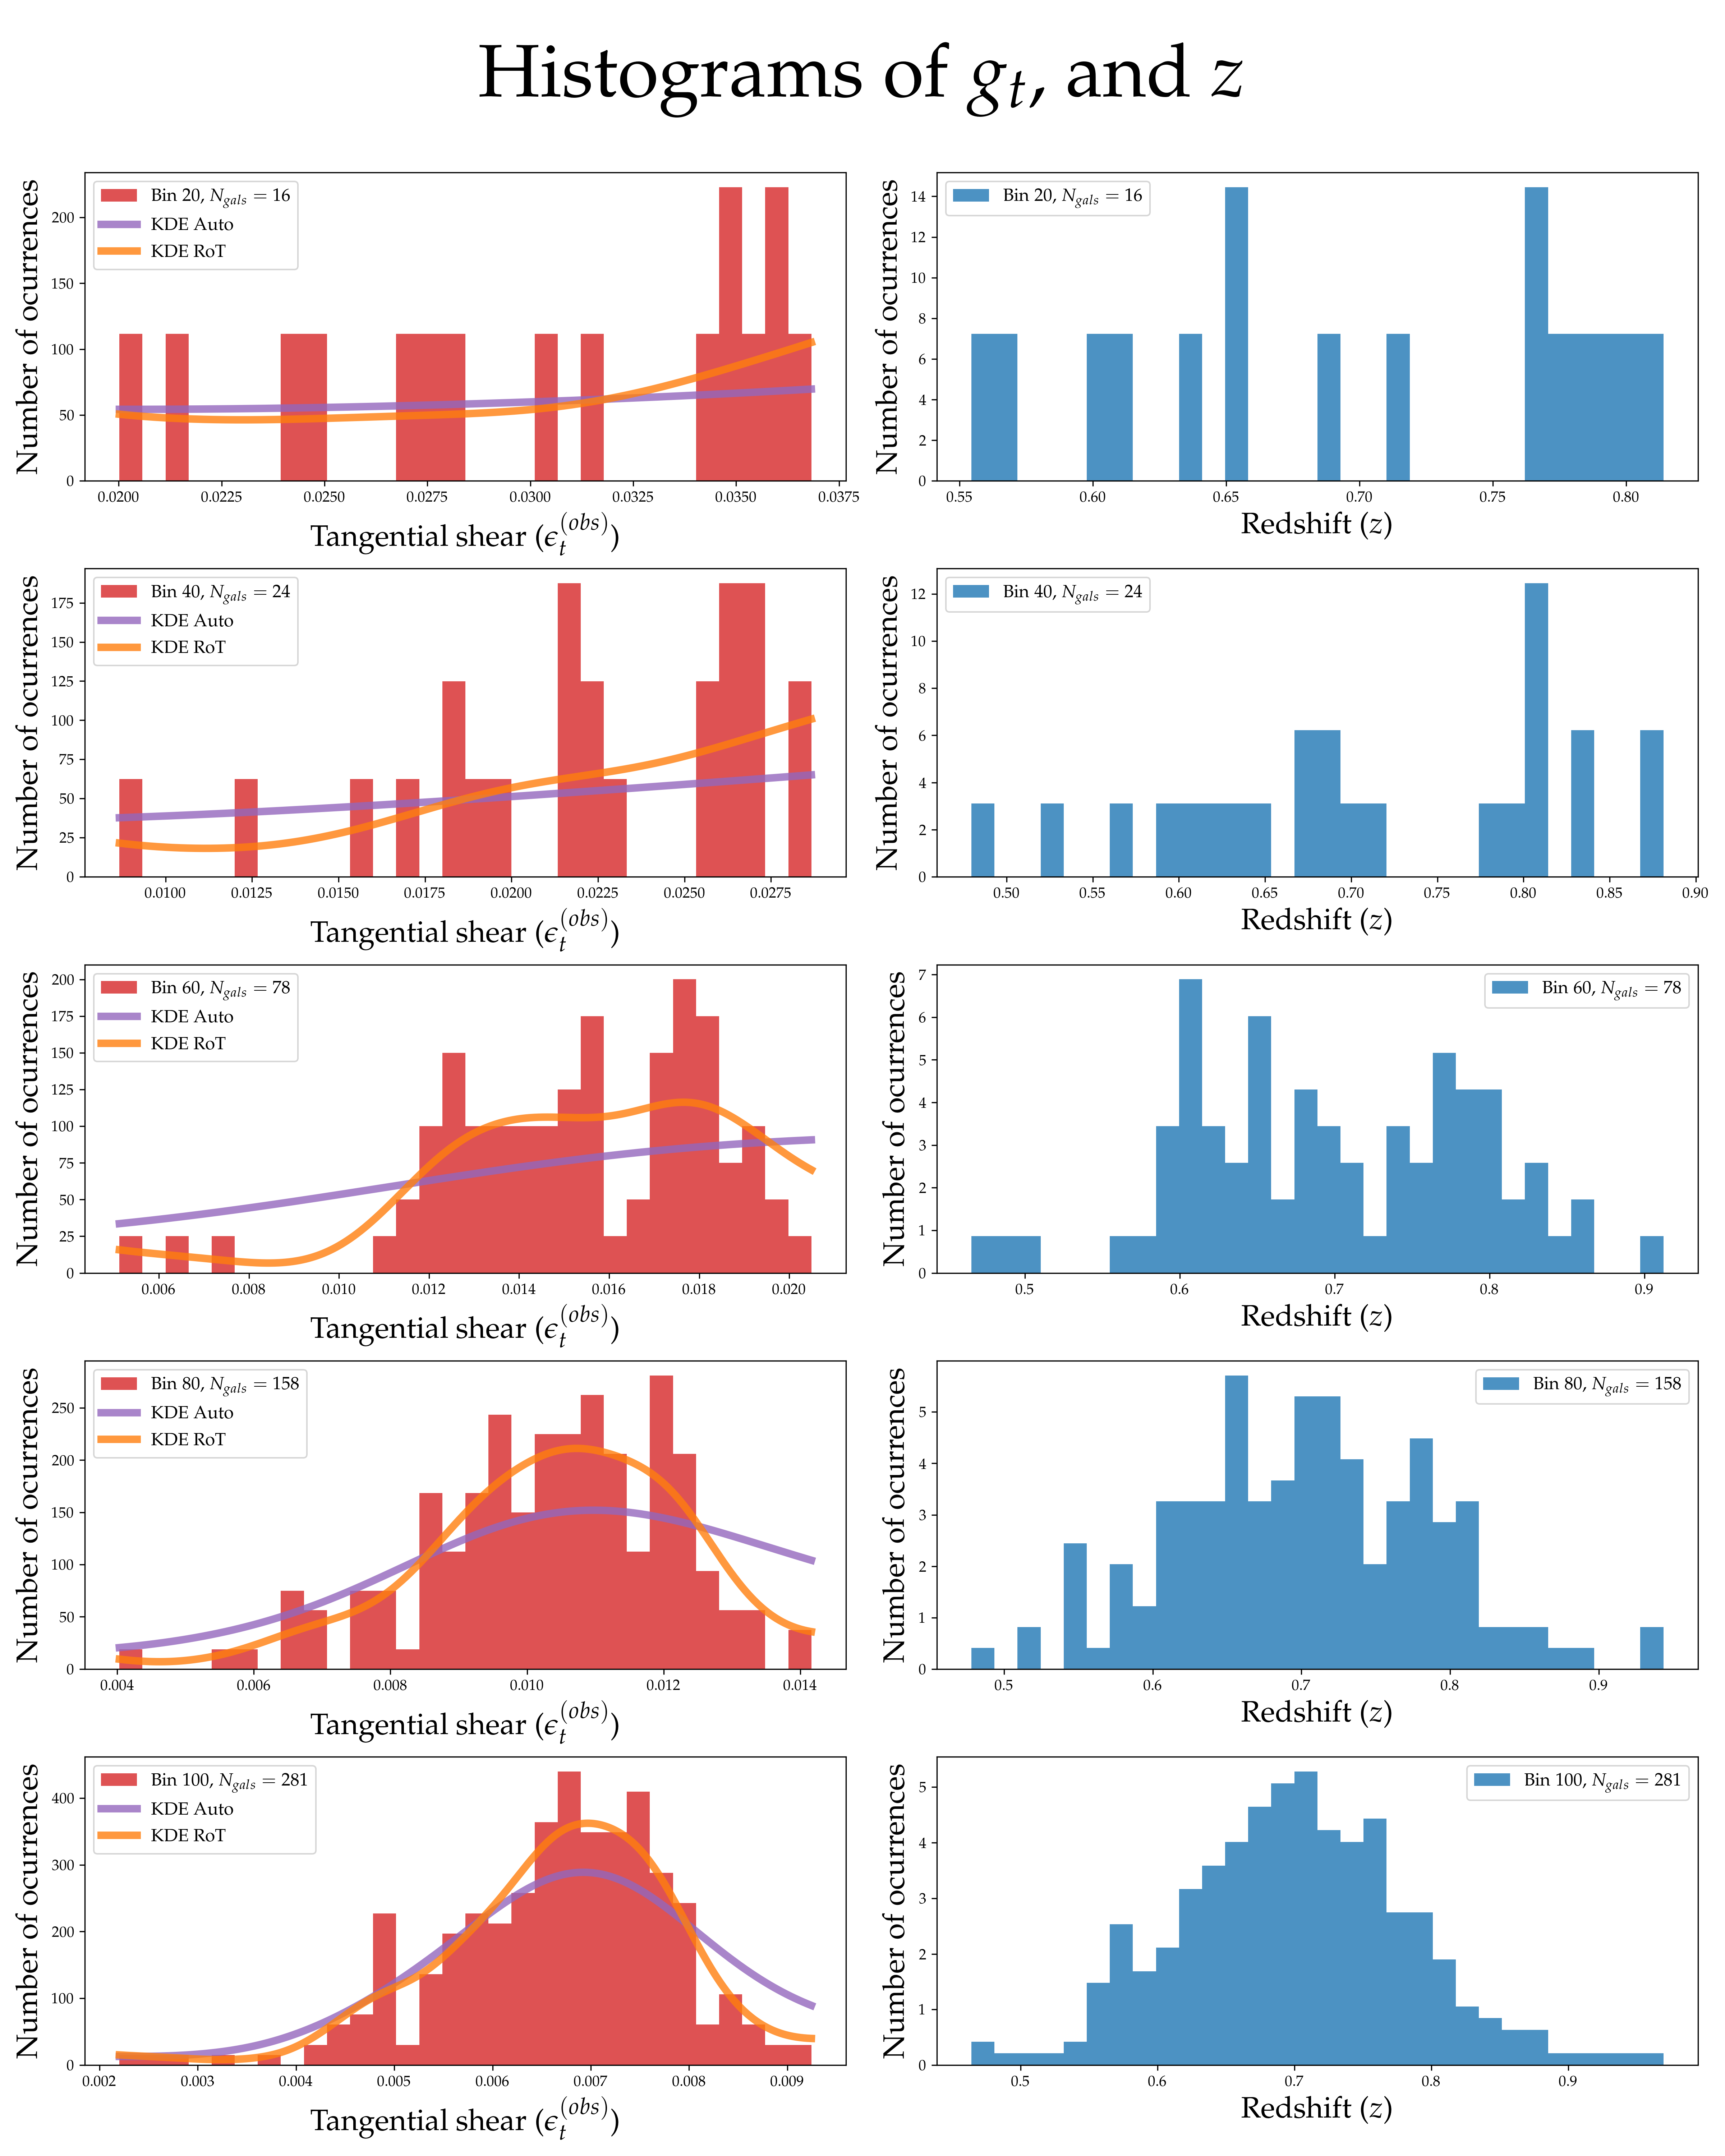 Histograms of g_t, and z
Number of ocurrences
Bin 20, N_gals = 16
KDE Auto
KDE RoT
0 50 100 150 200
0.0200 0.0225 0.0250 0.0275 0.0300 0.0325 0.0350 0.0375
Tangential shear (ϵ_t^(obs))
Number of ocurrences
Bin 20, N_gals = 16
0 2 4 6 8 10 12 14
0.55 0.60 0.65 0.70 0.75 0.80
Redshift (z)
Number of ocurrences
Bin 40, N_gals = 24
KDE Auto
KDE RoT
0 25 50 75 100 125 150 175
0.0100 0.0125 0.0150 0.0175 0.0200 0.0225 0.0250 0.0275
Tangential shear (ϵ_t^(obs))
Number of ocurrences
Bin 40, N_gals = 24
0 2 4 6 8 10 12
0.50 0.55 0.60 0.65 0.70 0.75 0.80 0.85 0.90
Redshift (z)
Number of ocurrences
Bin 60, N_gals = 78
KDE Auto
KDE RoT
0 25 50 75 100 125 150 175 200
0.006 0.008 0.010 0.012 0.014 0.016 0.018 0.020
Tangential shear (ϵ_t^(obs))
Number of ocurrences
Bin 60, N_gals = 78
0 1 2 3 4 5 6 7
0.5 0.6 0.7 0.8 0.9
Redshift (z)
Number of ocurrences
Bin 80, N_gals = 158
KDE Auto
KDE RoT
0 50 100 150 200 250
0.004 0.006 0.008 0.010 0.012 0.014
Tangential shear (ϵ_t^(obs))
Number of ocurrences
Bin 80, N_gals = 158
0 1 2 3 4 5
0.5 0.6 0.7 0.8 0.9
Redshift (z)
Number of ocurrences
Bin 100, N_gals = 281
KDE Auto
KDE RoT
0 100 200 300 400
0.002 0.003 0.004 0.005 0.006 0.007 0.008 0.009
Tangential shear (ϵ_t^(obs))
Number of ocurrences
Bin 100, N_gals = 281
0 1 2 3 4 5
0.5 0.6 0.7 0.8 0.9
Redshift (z)